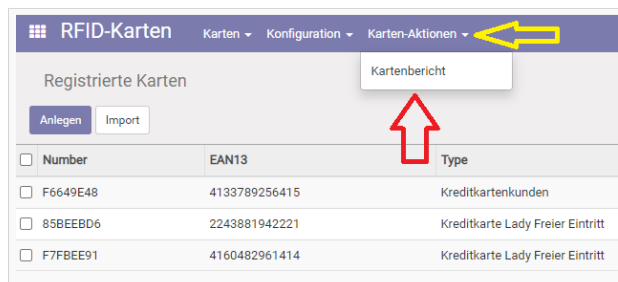 RFID-Karten Karten Konfiguration Karten-Aktionen
Kartenbericht
Registrierte Karten
Anlegen Import
Number EAN13 Type
F6649E48 4133789256415 Kreditkartenkunden
85BEEBD6 2243881942221 Kreditkarte Lady Freier Eintritt
F7FBEE91 4160482961414 Kreditkarte Lady Freier Eintritt